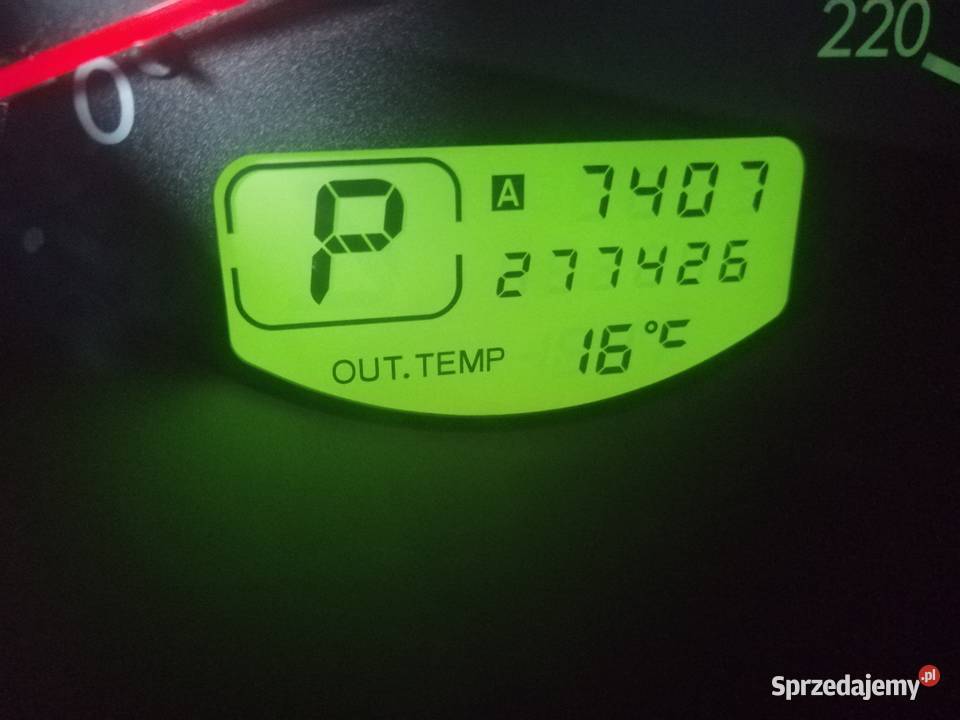 0 220
P A 7407
277426
OUT.TEMP 16°C
Sprzedajemy.pl